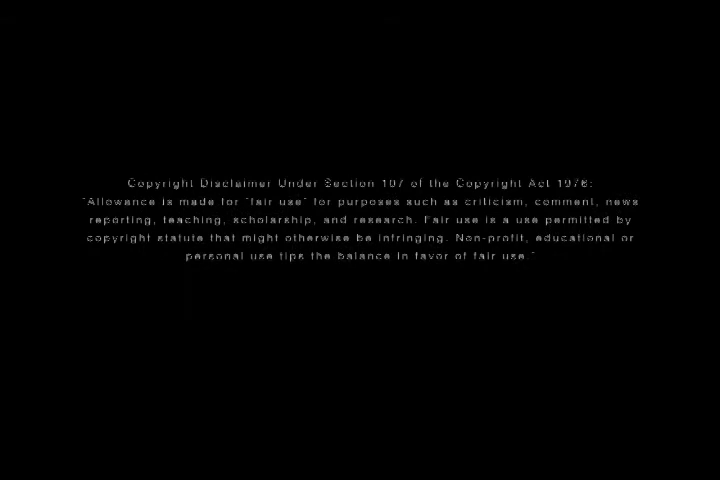 Copyright Disclaimer Under Section 107 of the Copyright Act 1976:
"Allowance is made for "fair use" for purposes such as criticism, comment, news
reporting, teaching, scholarship, and research. Fair use is a use permitted by
copyright statute that might otherwise be infringing. Non-profit, educational or
personal use tips the balance in favor of fair use."